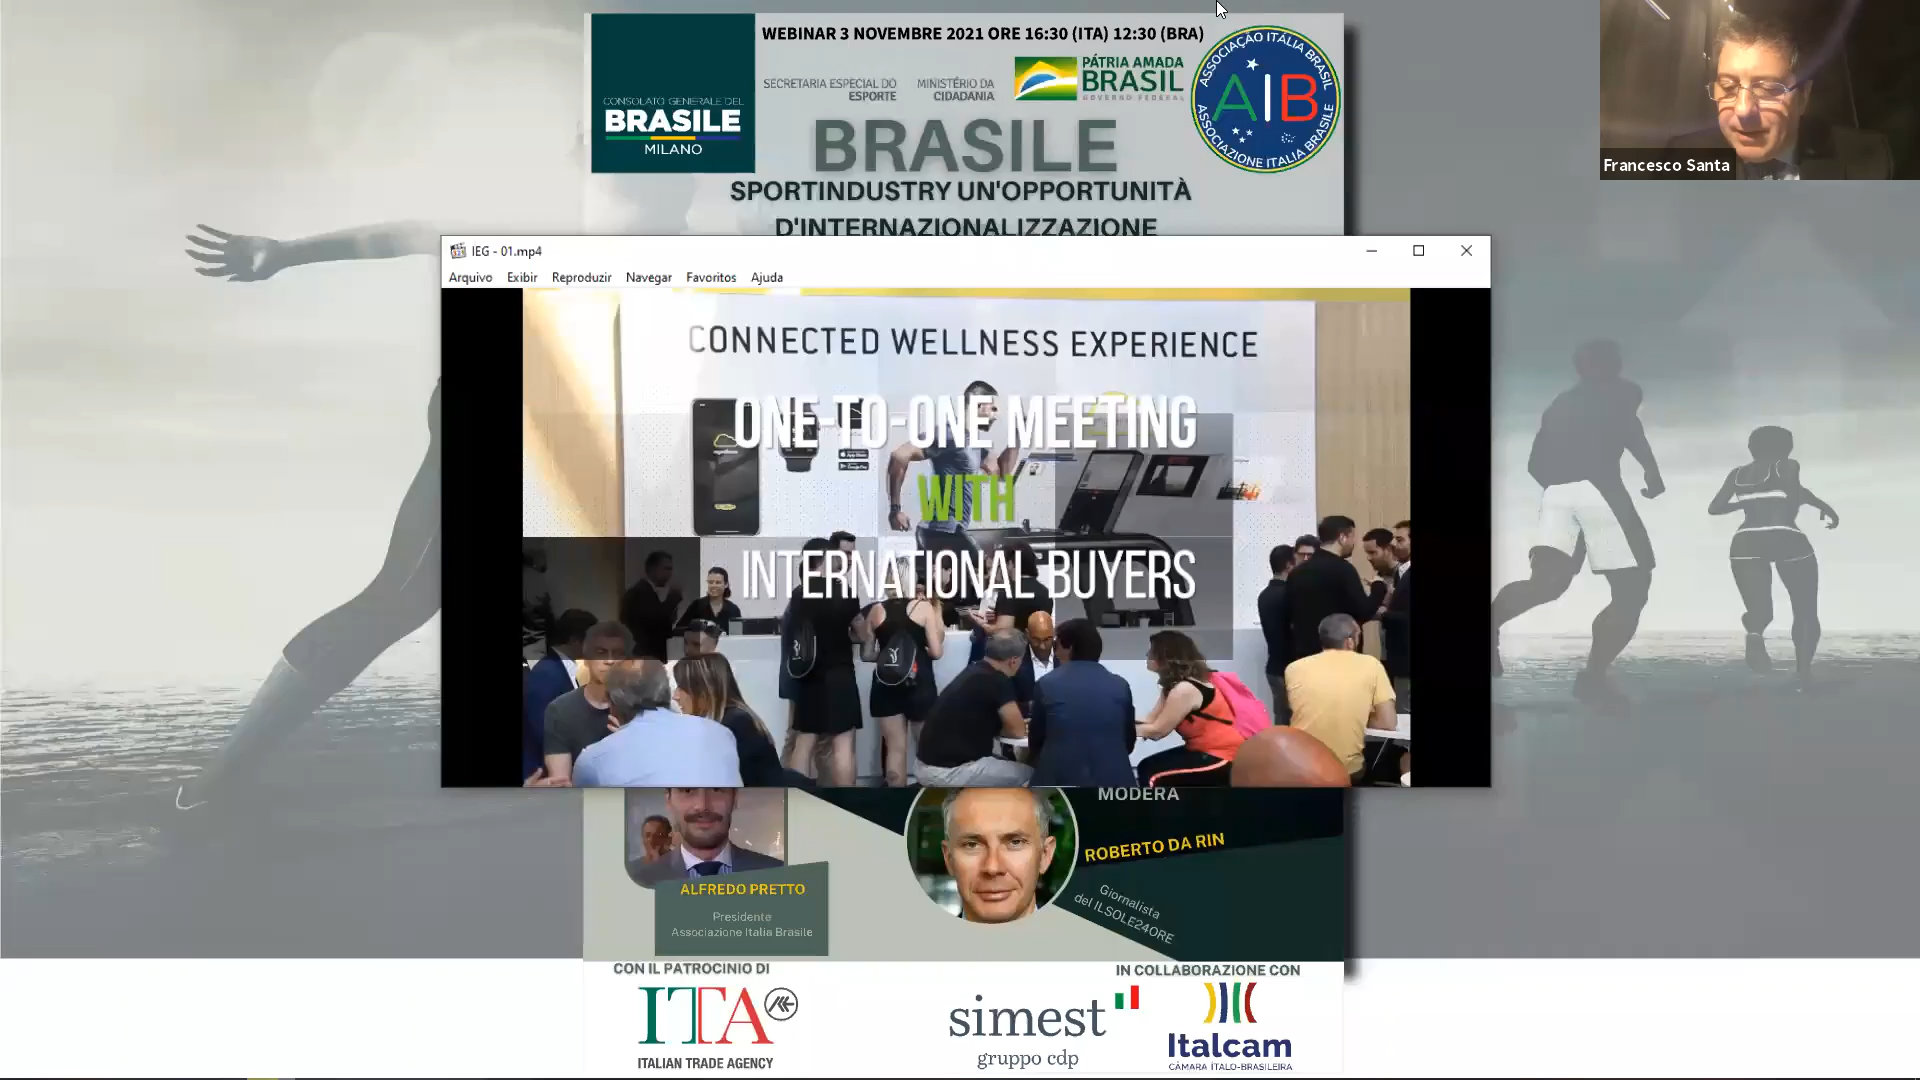 WEBINAR 3 NOVEMBRE 2021 ORE 16:30 (ITA) 12:30 (BRA)
CONSOLATO GENERALE DEL
BRASILE
MILANO
SECRETARIA ESPECIAL DO
ESPORTE
MINISTÉRIO DA
CIDADANIA
PÁTRIA AMADA
BRASIL
GOVERNO FEDERAL
ASSOCIAÇÃO ITÁLIA BRASIL
AIB
ASSOCIAZIONE ITALIA BRASILE
Francesco Santa
BRASILE
SPORTINDUSTRY UN'OPPORTUNITÀ
D'INTERNAZIONALIZZAZIONE
IEG - 01.mp4
Arquivo Exibir Reproduzir Navegar Favoritos Ajuda
CONNECTED WELLNESS EXPERIENCE
ONE-TO-ONE MEETING
WITH
INTERNATIONAL BUYERS
MODERA
ROBERTO DA RIN
Giornalista
del ILSOLE24ORE
ALFREDO PRETTO
Presidente
Associazione Italia Brasile
CON IL PATROCINIO DI
ITA
ITALIAN TRADE AGENCY
simest
gruppo cdp
IN COLLABORAZIONE CON
Italcam
CÂMARA ÍTALO-BRASILEIRA